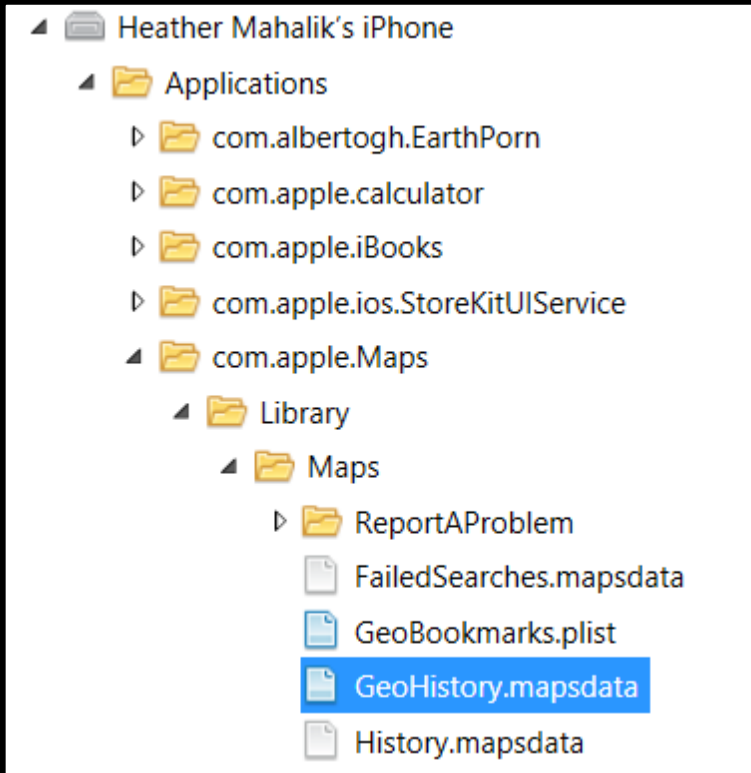 Heather Mahalik's iPhone
Applications
com.albertogh.EarthPorn
com.apple.calculator
com.apple.iBooks
com.apple.ios.StoreKitUIService
com.apple.Maps
Library
Maps
ReportAProblem
FailedSearches.mapsdata
GeoBookmarks.plist
GeoHistory.mapsdata
History.mapsdata